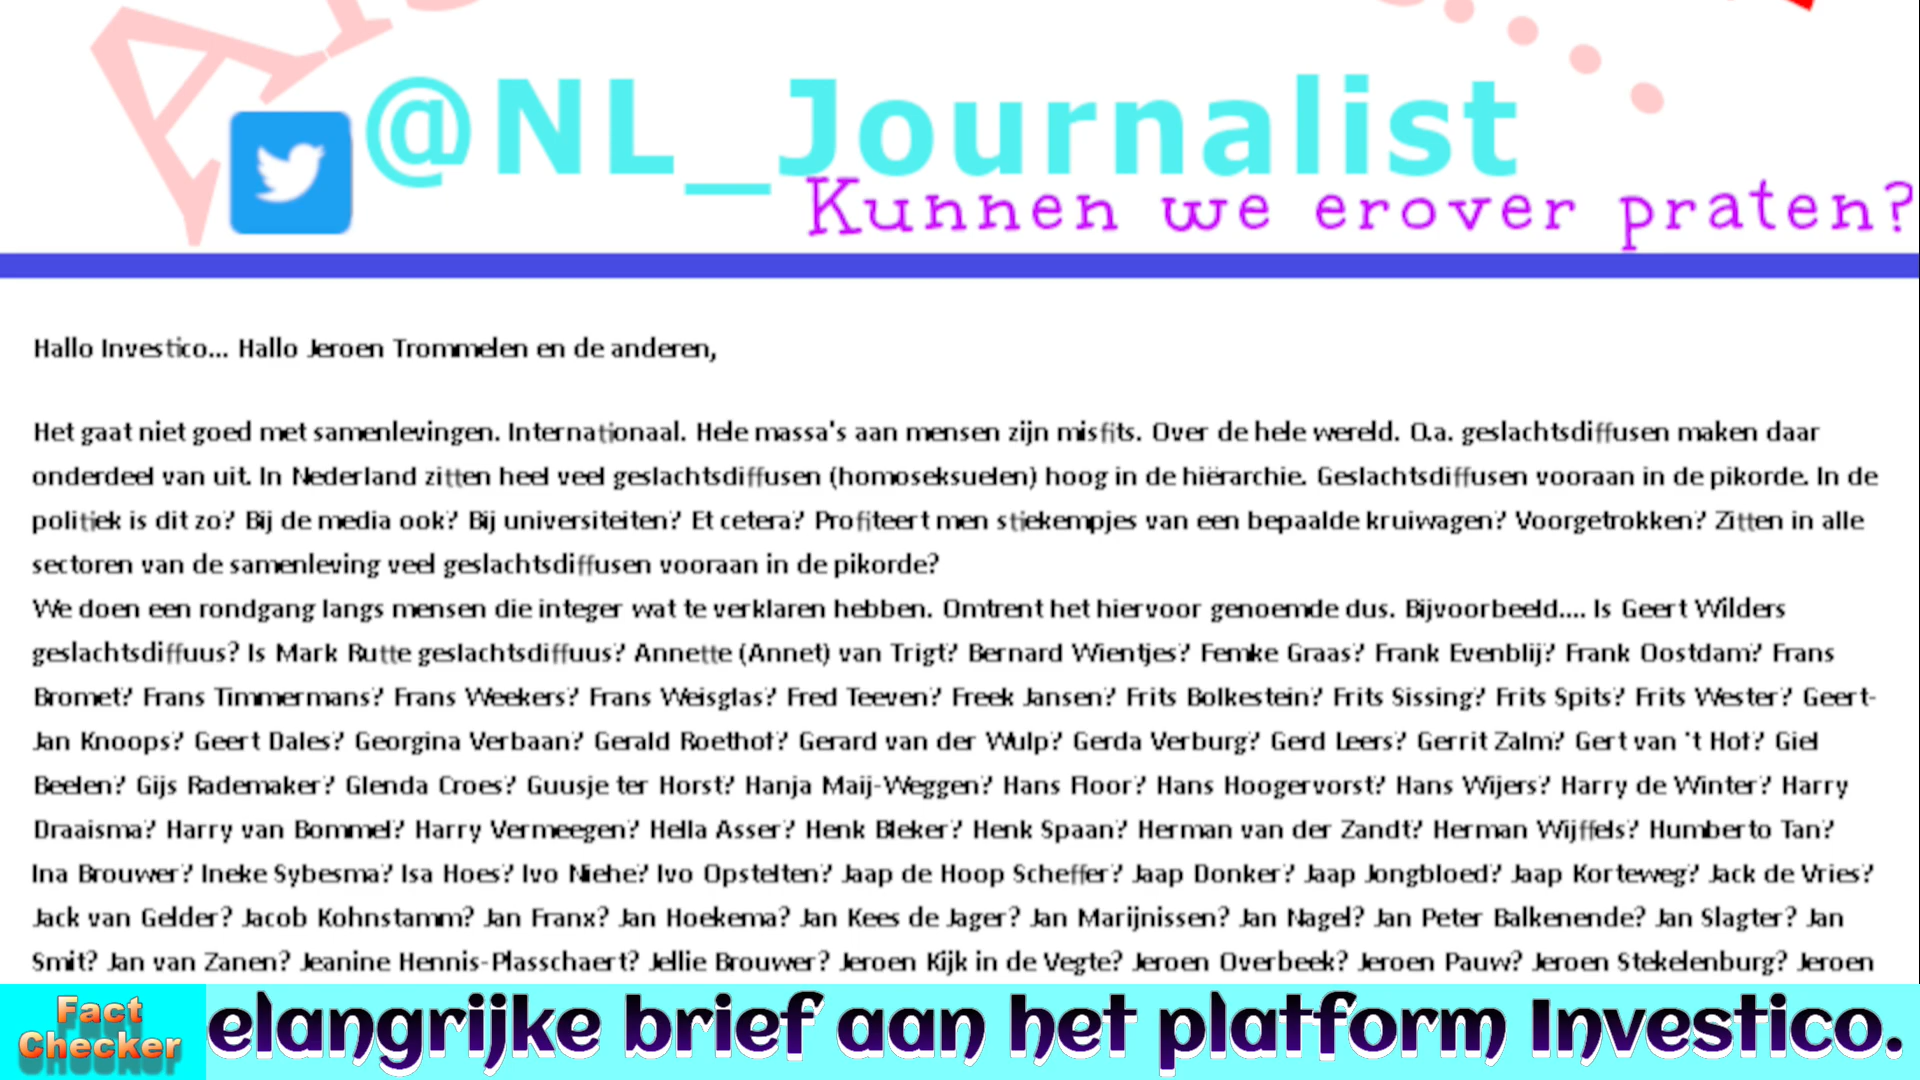 @NL_Journalist
Kunnen we erover praten?
Hallo Investico... Hallo Jeroen Trommelen en de anderen,
Het gaat niet goed met samenlevingen. Internationaal. Hele massa's aan mensen zijn misfits. Over de hele wereld. O.a. geslachtsdiffusen maken daar
onderdeel van uit. In Nederland zitten heel veel geslachtsdiffusen (homoseksuelen) hoog in de hiërarchie. Geslachtsdiffusen vooraan in de pikorde. In de
politiek is dit zo? Bij de media ook? Bij universiteiten? Et cetera? Profiteert men stiekempjes van een bepaalde kruiwagen? Voorgetrokken? Zitten in alle
sectoren van de samenleving veel geslachtsdiffusen vooraan in de pikorde?
We doen een rondgang langs mensen die integer wat te verklaren hebben. Omtrent het hiervoor genoemde dus. Bijvoorbeeld.... Is Geert Wilders
geslachtsdiffuus? Is Mark Rutte geslachtsdiffuus? Annette (Annet) van Trigt? Bernard Wientjes? Femke Graas? Frank Evenblij? Frank Oostdam? Frans
Bromet? Frans Timmermans? Frans Weekers? Frans Weisglas? Fred Teeven? Freek Jansen? Frits Bolkestein? Frits Sissing? Frits Spits? Frits Wester? Geert-
Jan Knoops? Geert Dales? Georgina Verbaan? Gerald Roethof? Gerard van der Wulp? Gerda Verburg? Gerd Leers? Gerrit Zalm? Gert van 't Hof? Giel
Beelen? Gijs Rademaker? Glenda Croes? Guusje ter Horst? Hanja Maij-Weggen? Hans Floor? Hans Hoogervorst? Hans Wijers? Harry de Winter? Harry
Draaisma? Harry van Bommel? Harry Vermeegen? Hella Asser? Henk Bleker? Henk Spaan? Herman van der Zandt? Herman Wijffels? Humberto Tan?
Ina Brouwer? Ineke Sybesma? Isa Hoes? Ivo Niehe? Ivo Opstelten? Jaap de Hoop Scheffer? Jaap Donker? Jaap Jongbloed? Jaap Korteweg? Jack de Vries?
Jack van Gelder? Jacob Kohnstamm? Jan Franx? Jan Hoekema? Jan Kees de Jager? Jan Marijnissen? Jan Nagel? Jan Peter Balkenende? Jan Slagter? Jan
Smit? Jan van Zanen? Jeanine Hennis-Plasschaert? Jellie Brouwer? Jeroen Kijk in de Vegte? Jeroen Overbeek? Jeroen Pauw? Jeroen Stekelenburg? Jeroen
Fact
Checker
elangrijke brief aan het platform Investico.